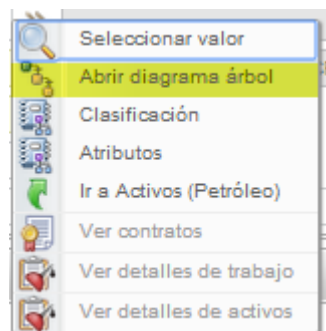 Seleccionar valor
Abrir diagrama árbol
Clasificación
Atributos
Ir a Activos (Petróleo)
Ver contratos
Ver detalles de trabajo
Ver detalles de activos